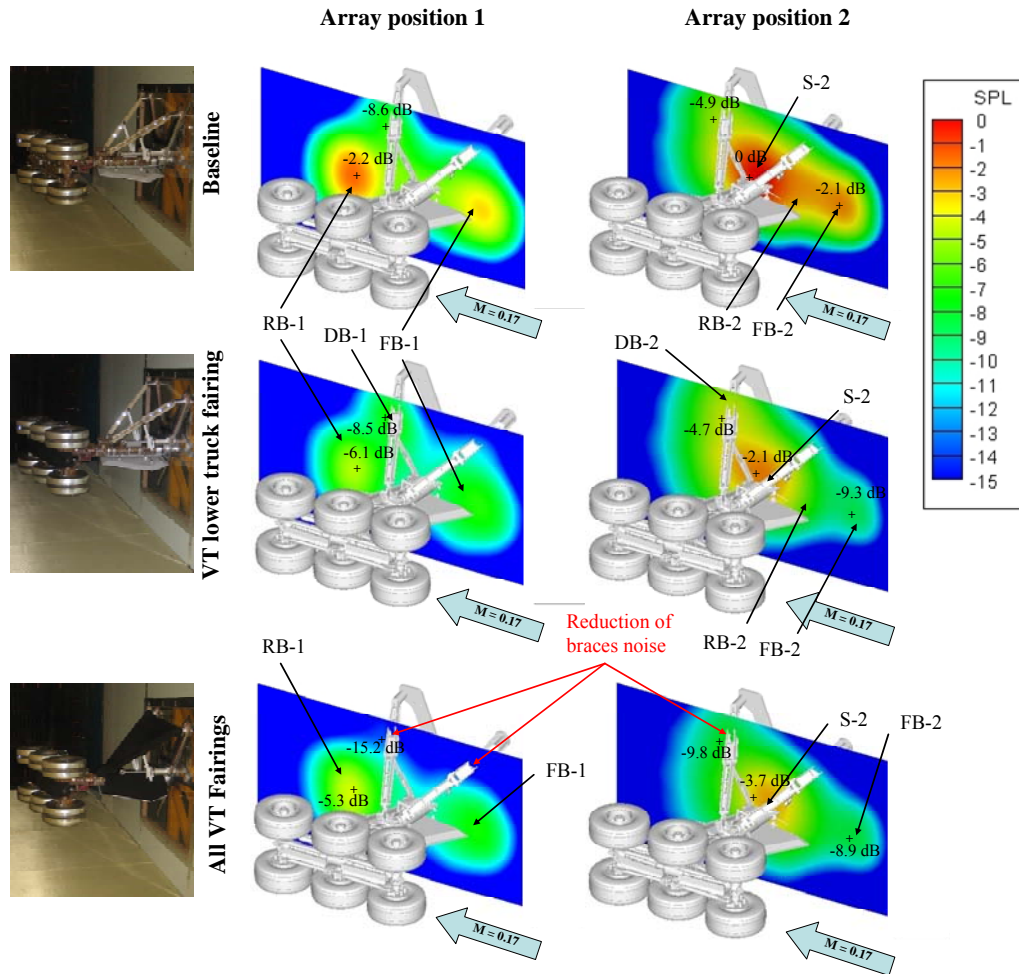 Array position 1
Array position 2
Baseline
-8.6 dB
-2.2 dB
M = 0.17
S-2
-4.9 dB
0 dB
-2.1 dB
M = 0.17
SPL
0
-1
-2
-3
-4
-5
-6
-7
-8
-9
-10
-11
-12
-13
-14
-15
RB-1
DB-1
FB-1
RB-2
FB-2
VT lower truck fairing
-8.5 dB
-6.1 dB
M = 0.17
DB-2
S-2
-4.7 dB
-2.1 dB
-9.3 dB
M = 0.17
RB-2
FB-2
Reduction of
braces noise
All VT Fairings
RB-1
-15.2 dB
-5.3 dB
FB-1
M = 0.17
S-2
FB-2
-9.8 dB
-3.7 dB
-8.9 dB
M = 0.17